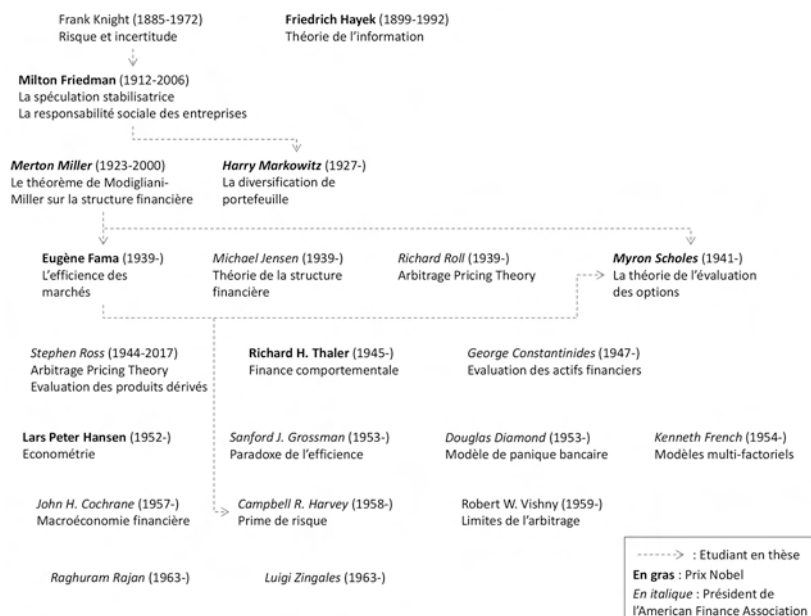 Frank Knight (1885-1972)
Risque et incertitude
Friedrich Hayek (1899-1992)
Théorie de l'information
Milton Friedman (1912-2006)
La spéculation stabilisatrice
La responsabilité sociale des entreprises
Merton Miller (1923-2000)
Le théorème de Modigliani-
Miller sur la structure financière
Harry Markowitz (1927-)
La diversification de
portefeuille
Eugène Fama (1939-)
L'efficience des
marchés
Michael Jensen (1939-)
Théorie de la structure
financière
Richard Roll (1939-)
Arbitrage Pricing Theory
Myron Scholes (1941-)
La théorie de l'évaluation
des options
Stephen Ross (1944-2017)
Arbitrage Pricing Theory
Evaluation des produits dérivés
Richard H. Thaler (1945-)
Finance comportementale
George Constantinides (1947-)
Evaluation des actifs financiers
Lars Peter Hansen (1952-)
Econométrie
Sanford J. Grossman (1953-)
Paradoxe de l'efficience
Douglas Diamond (1953-)
Modèle de panique bancaire
Kenneth French (1954-)
Modèles multi-factoriels
John H. Cochrane (1957-)
Macroéconomie financière
Campbell R. Harvey (1958-)
Prime de risque
Robert W. Vishny (1959-)
Limites de l'arbitrage
Raghuram Rajan (1963-)
Luigi Zingales (1963-)
: Etudiant en thèse
En gras : Prix Nobel
En italique : Président de
l'American Finance Association